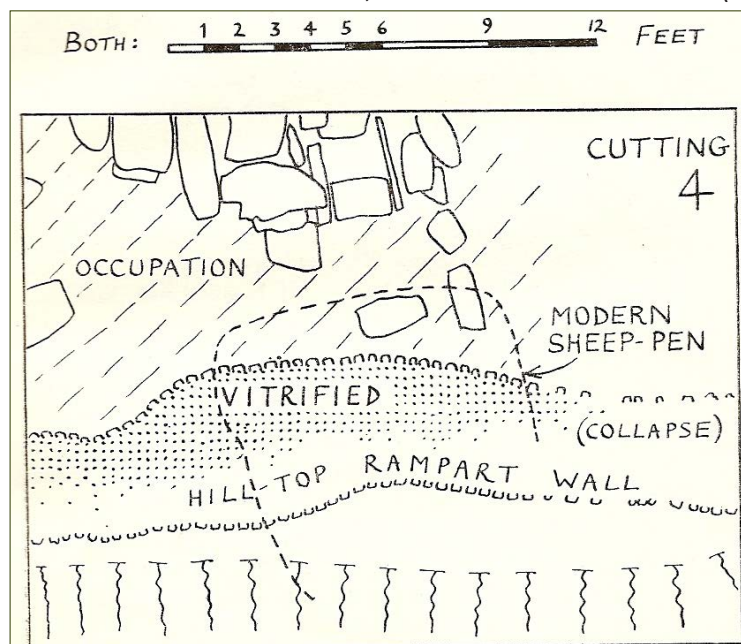 BOTH: 1 2 3 4 5 6 9 12 FEET
CUTTING
4
OCCUPATION
MODERN
SHEEP-PEN
VITRIFIED
(COLLAPSE)
HILL-TOP RAMPART WALL